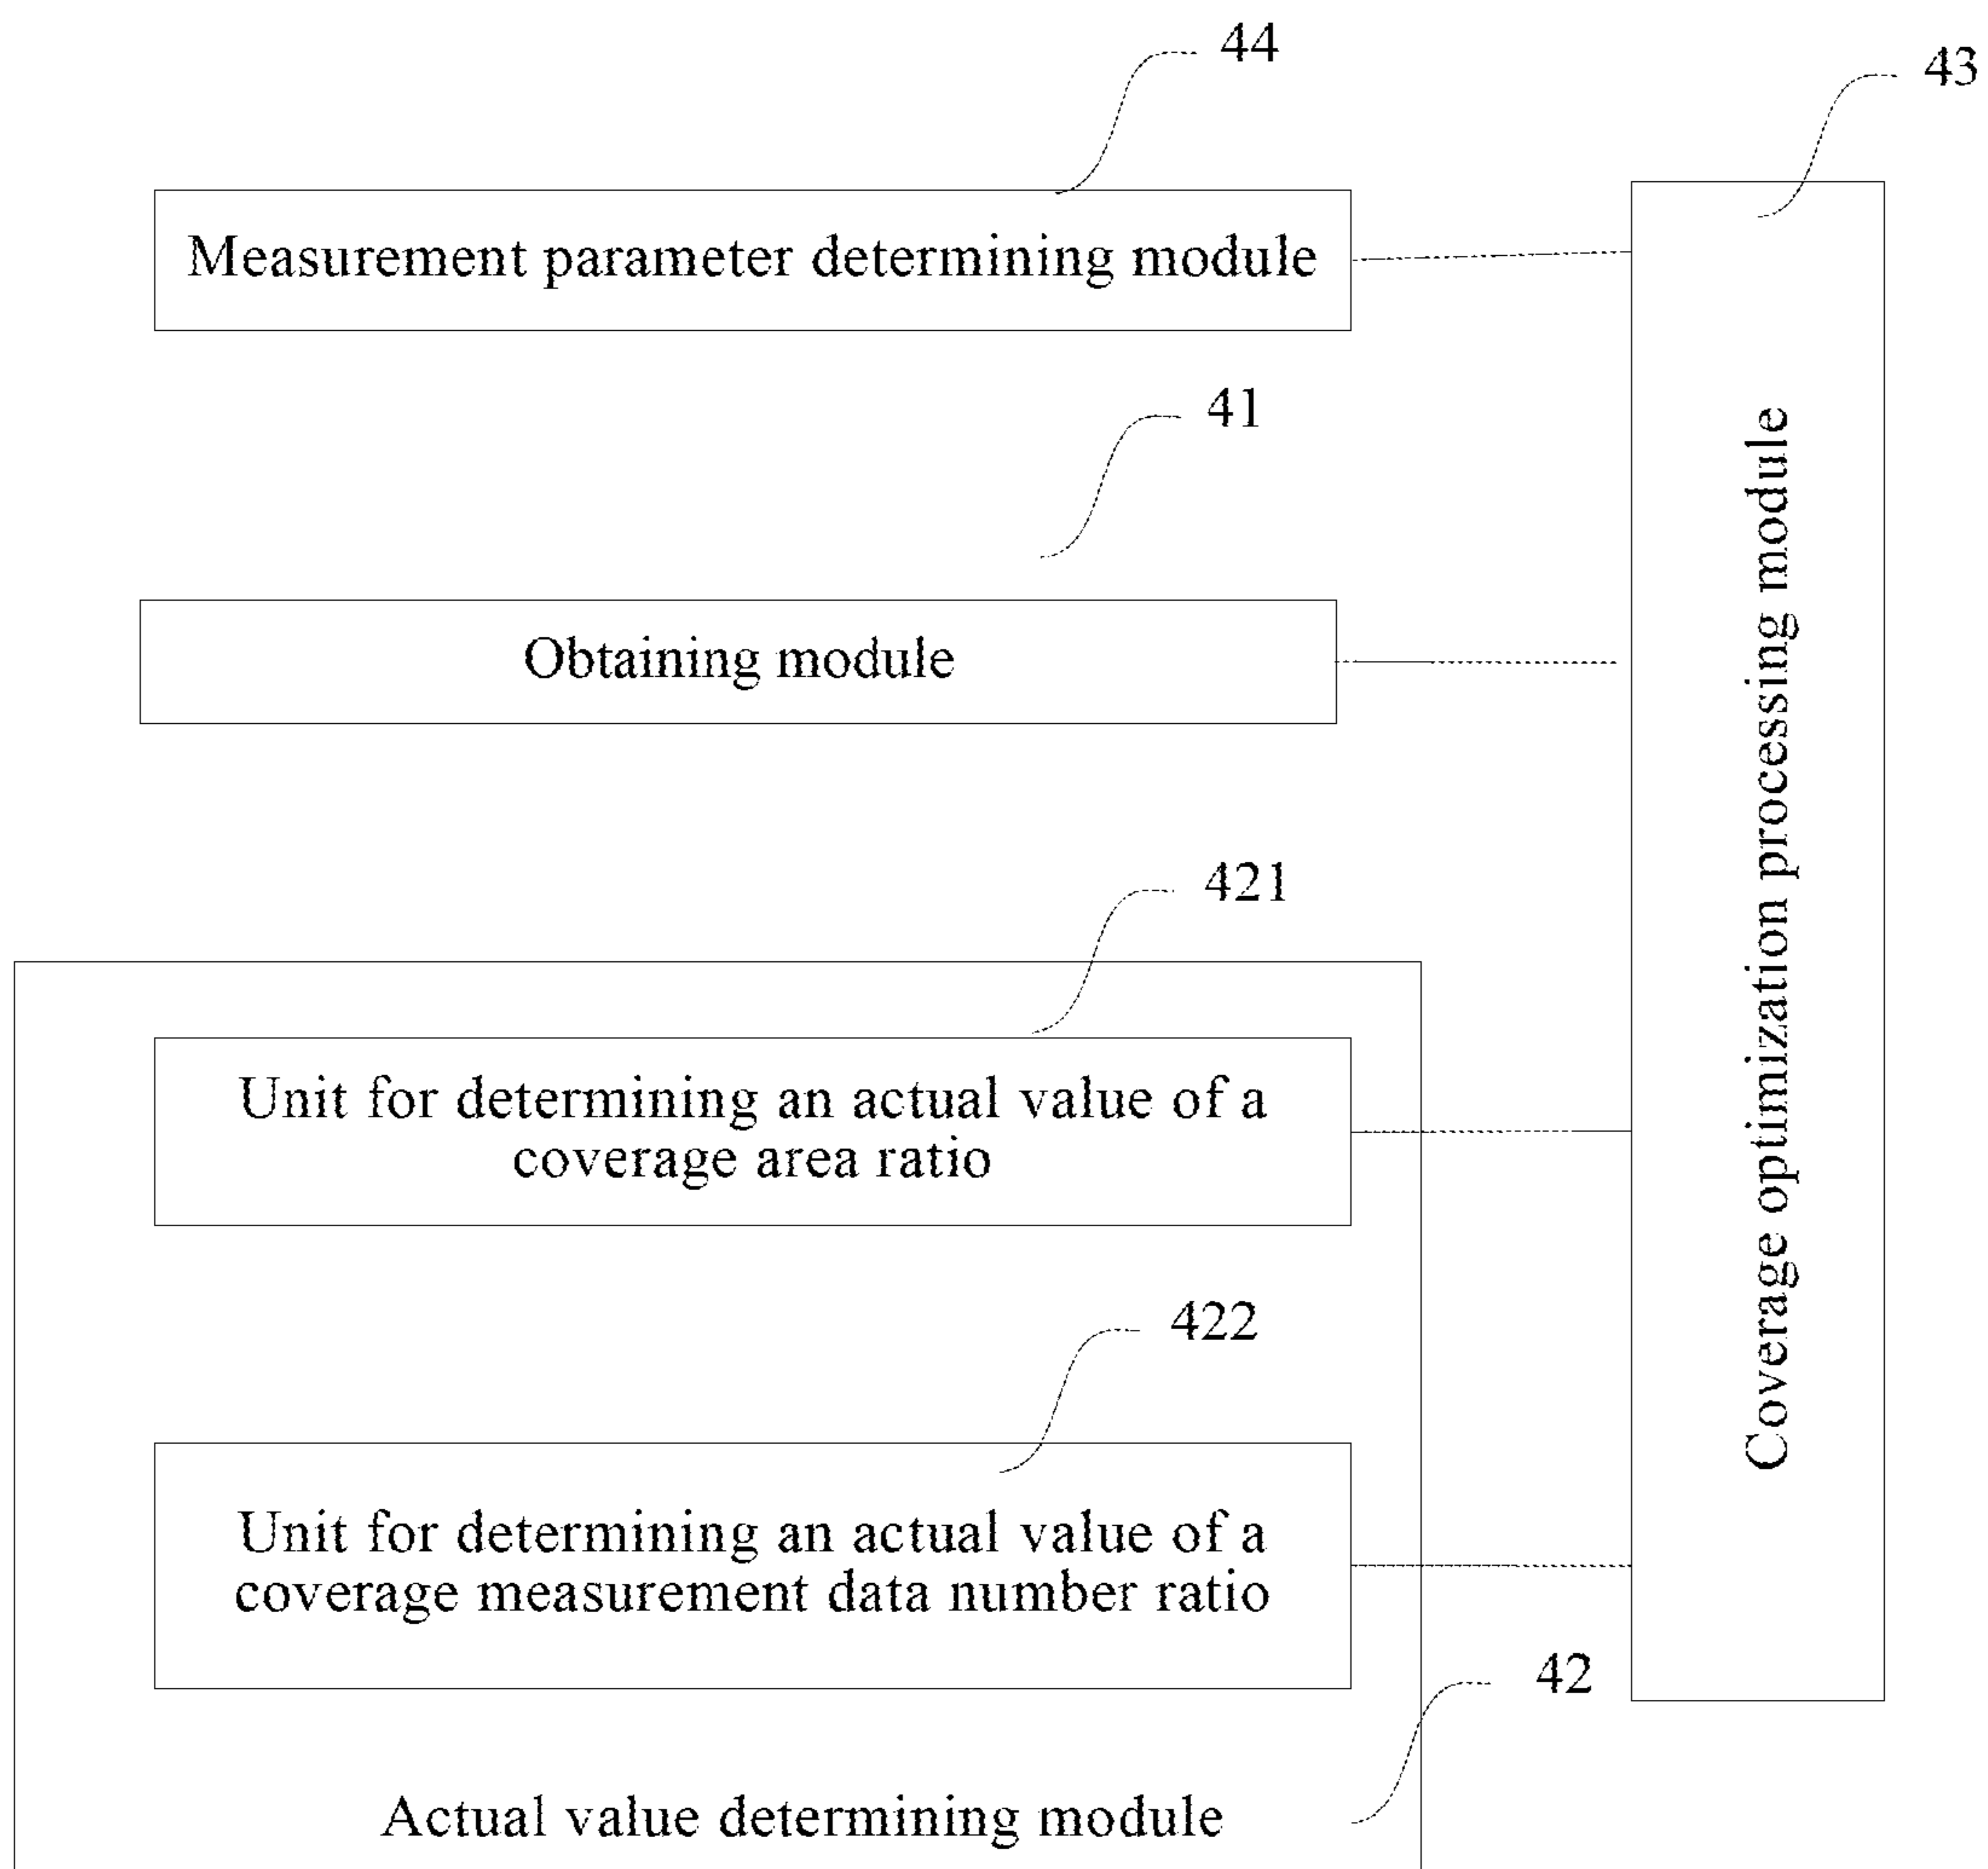 44
43
Measurement parameter determining module
41
Obtaining module
421
Unit for determining an actual value of a
coverage area ratio
422
Unit for determining an actual value of a
coverage measurement data number ratio
42
Actual value determining module
Coverage optimization processing module